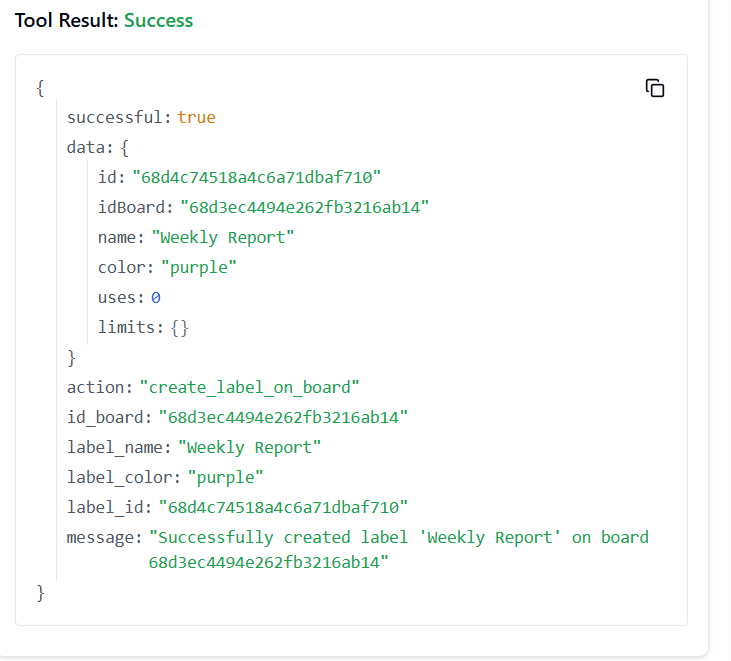 Tool Result: Success
{
successful: true
data: {
id: "68d4c74518a4c6a71dbaf710"
idBoard: "68d3ec4494e262fb3216ab14"
name: "Weekly Report"
color: "purple"
uses: 0
limits: {}
}
action: "create_label_on_board"
id_board: "68d3ec4494e262fb3216ab14"
label_name: "Weekly Report"
label_color: "purple"
label_id: "68d4c74518a4c6a71dbaf710"
message: "Successfully created label 'Weekly Report' on board
68d3ec4494e262fb3216ab14"
}